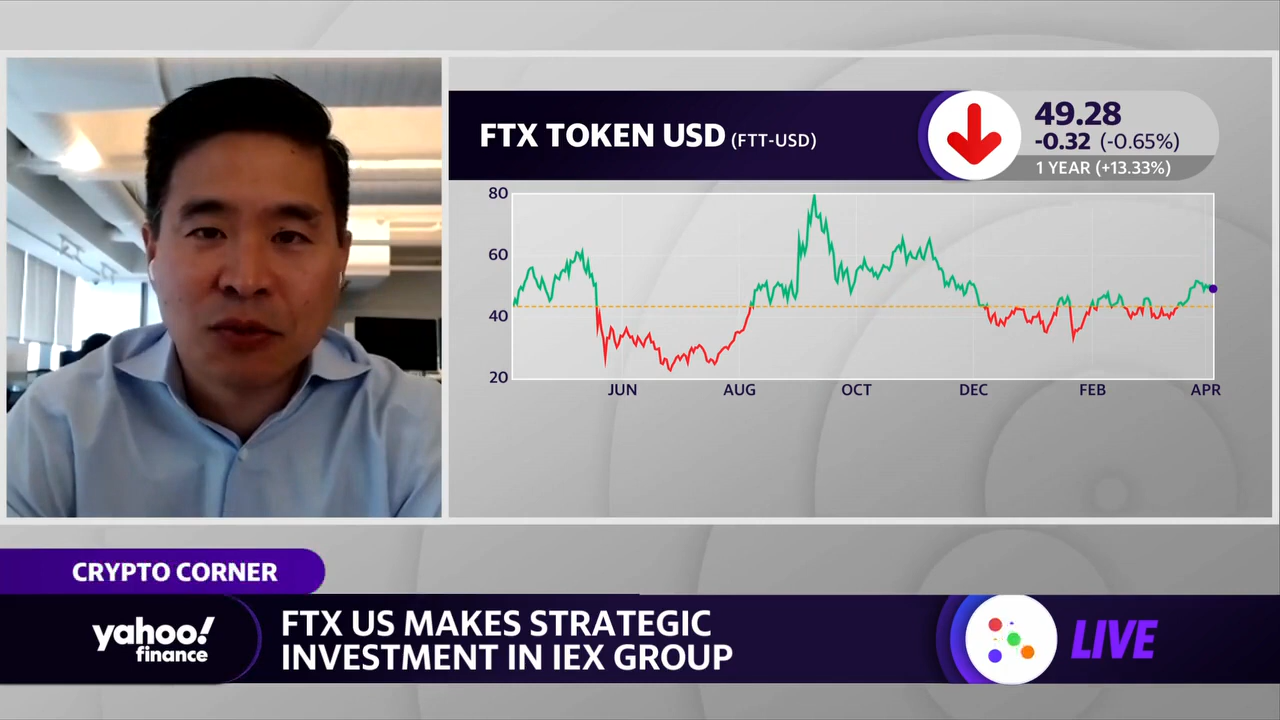 FTX TOKEN USD (FTT-USD)
49.28
-0.32 (-0.65%)
1 YEAR (+13.33%)
80
60
40
20
JUN AUG OCT DEC FEB APR
CRYPTO CORNER
yahoo!
finance
FTX US MAKES STRATEGIC
INVESTMENT IN IEX GROUP
LIVE